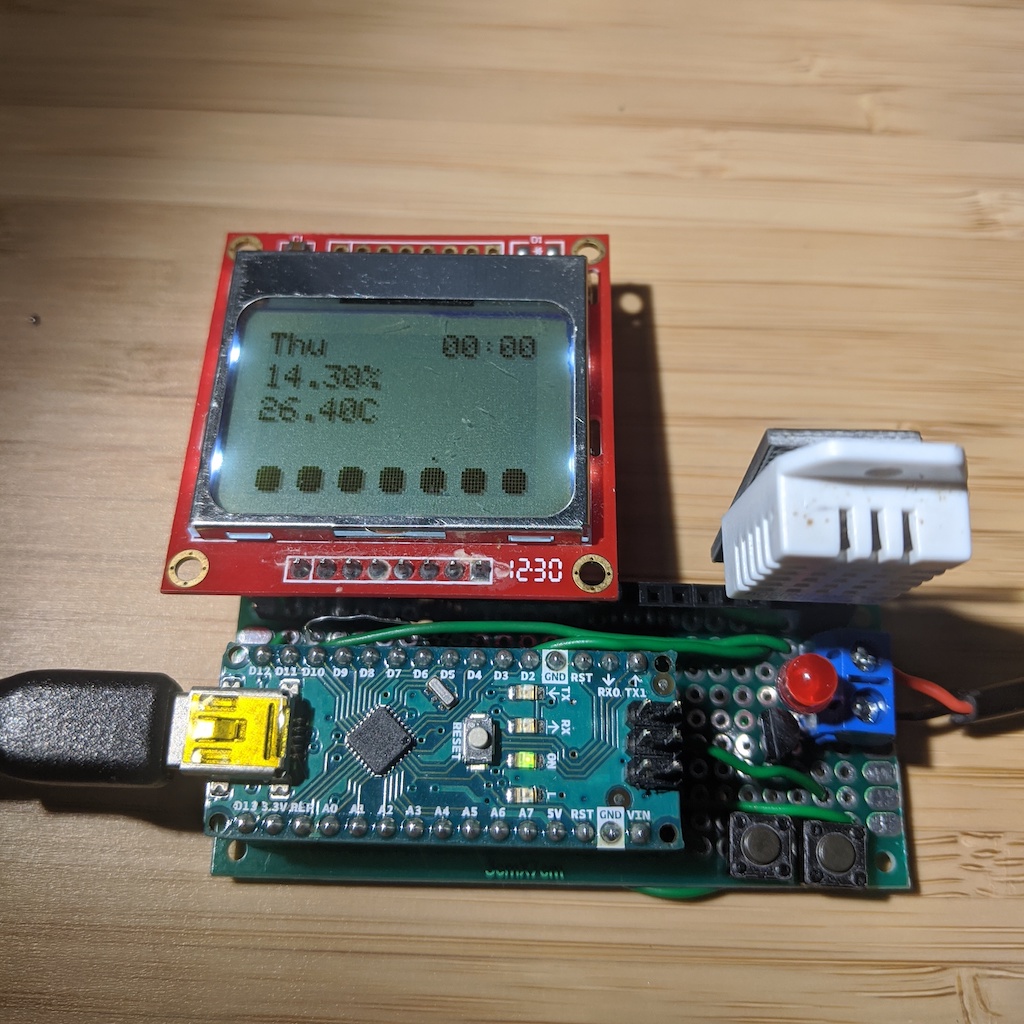 Thu 00:00
14.30%
26.40C
12:30
D12 D11 D10 D9 D8 D7 D6 D5 D4 D3 D2 GND RST RX0 TX1
TX
RX
RESET
ON
L
D13 3.3V REF A0 A1 A2 A3 A4 A5 A6 A7 5V RST GND VIN